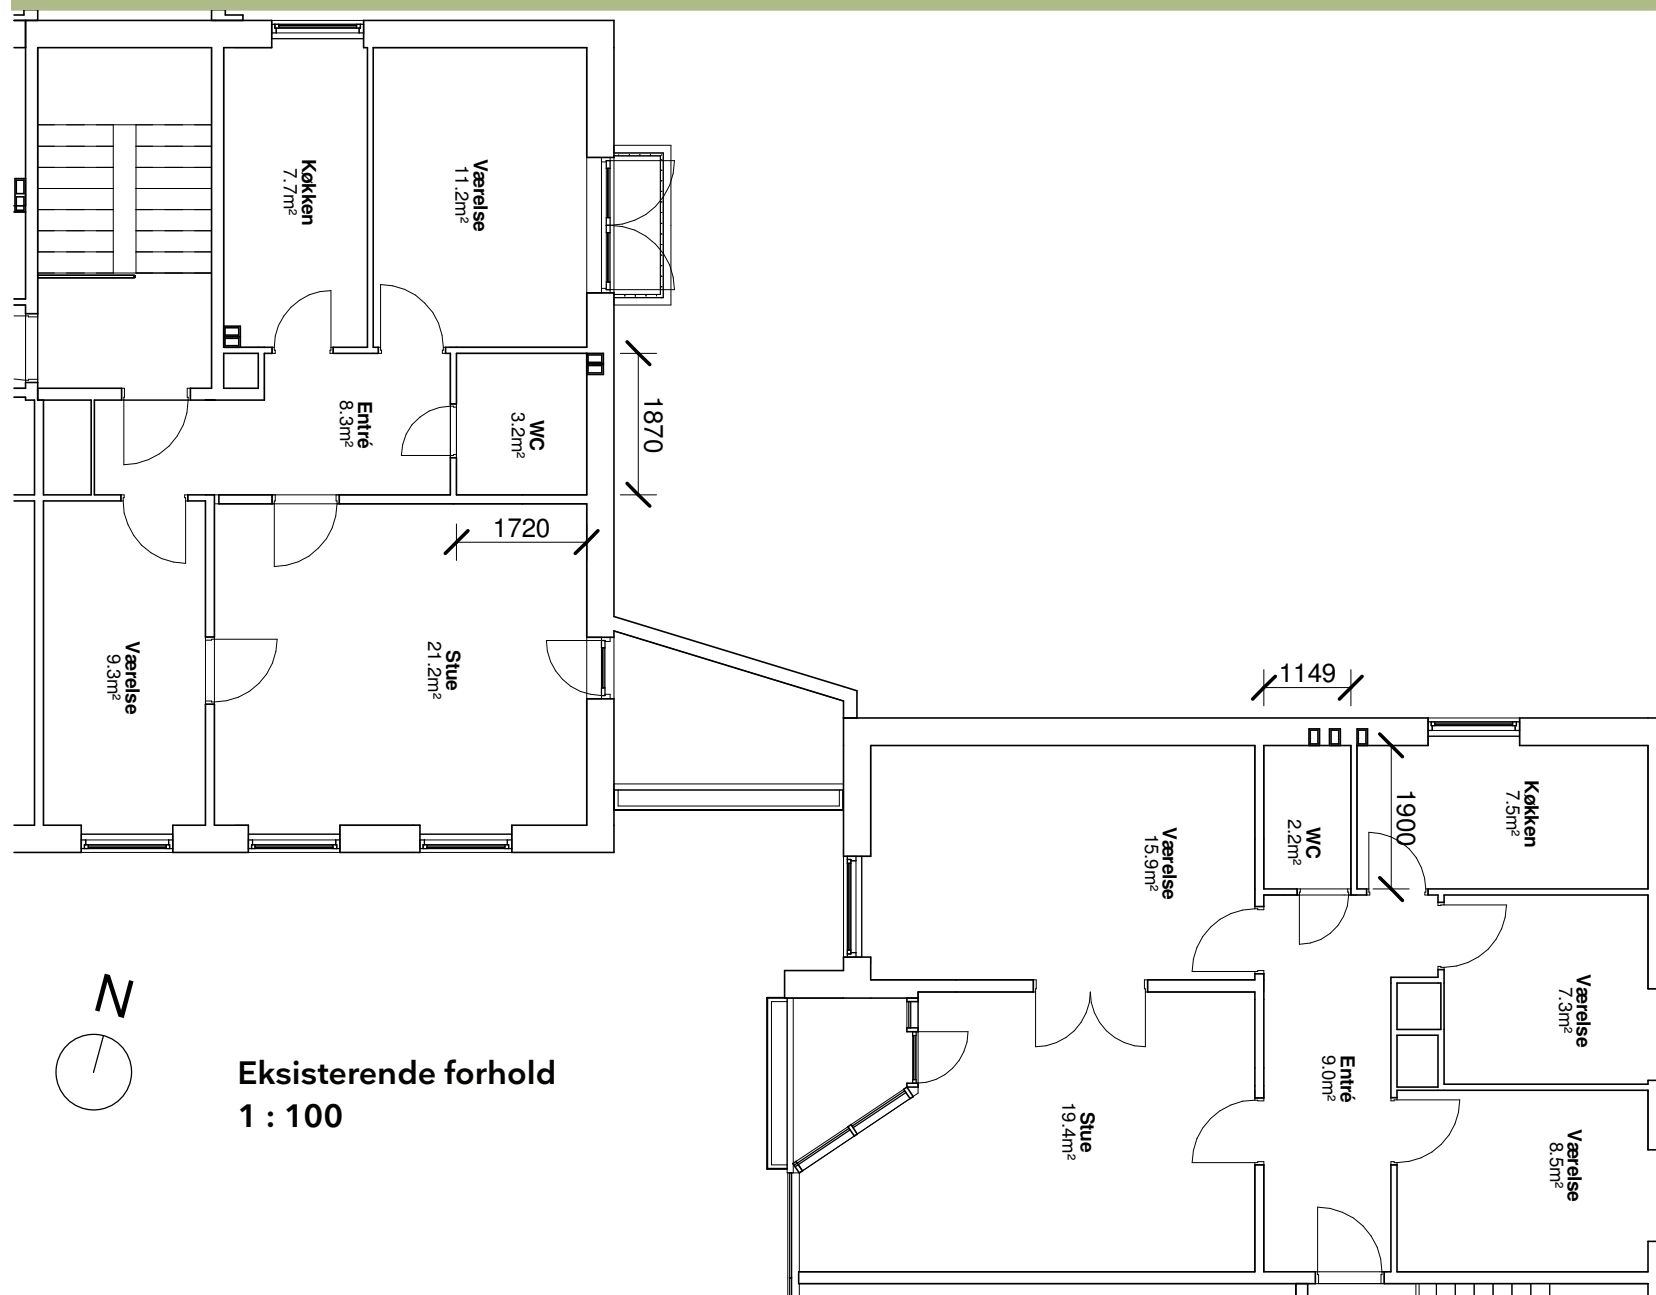 Køkken
7.7m²
Værelse
11.2m²
Entré
8.3m²
WC
3.2m²
1870
1720
Værelse
9.3m²
Stue
21.2m²
1149
Værelse
15.9m²
WC
2.2m²
1900
Køkken
7.5m²
Værelse
7.3m²
Entré
9.0m²
Stue
19.4m²
Værelse
8.5m²
N
Eksisterende forhold
1 : 100